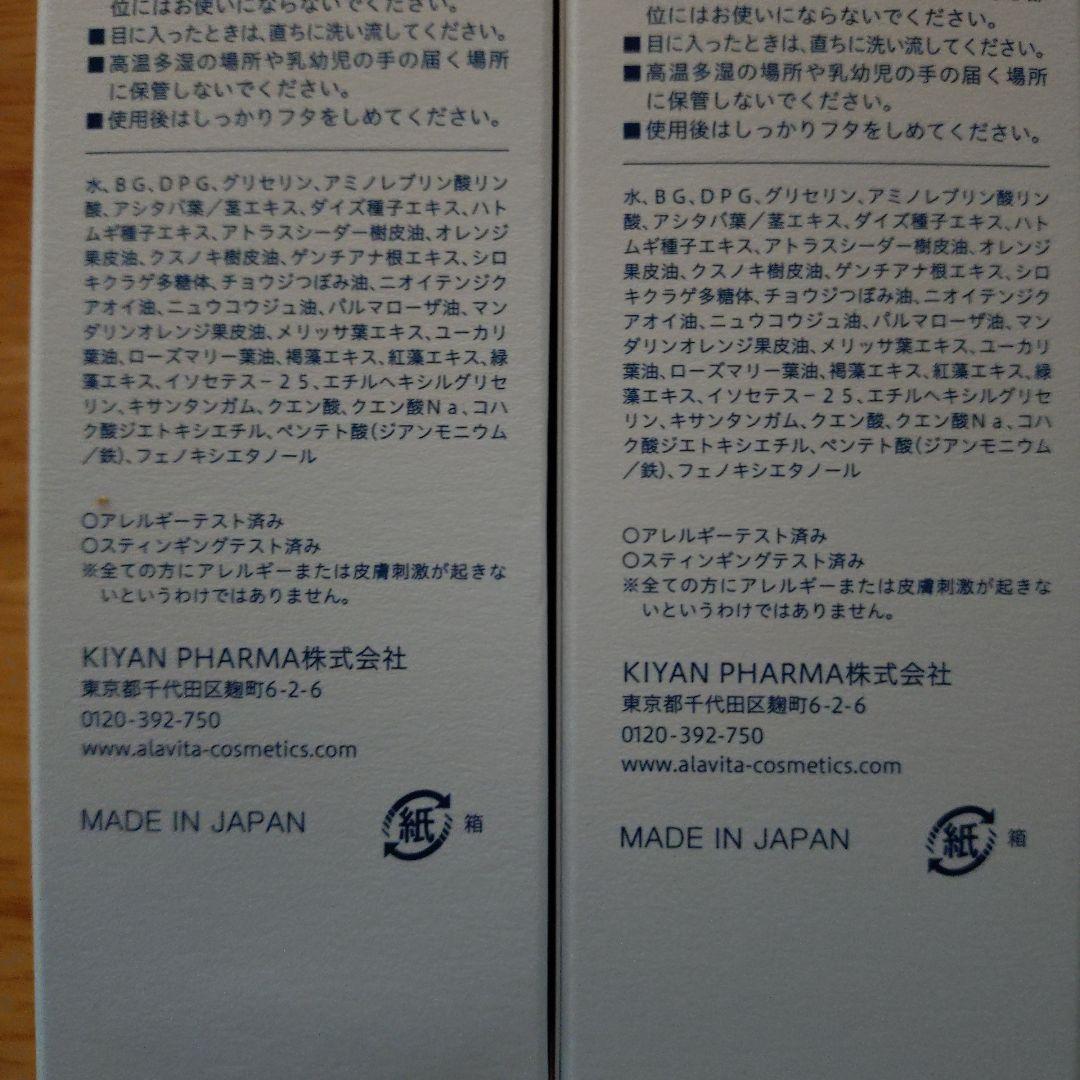 位にはお使いにならないでください。
■目に入ったときは、直ちに洗い流してください。
■高温多湿の場所や乳幼児の手の届く場所
に保管しないでください。
■使用後はしっかりフタをしめてください。
水、BG、DPG、グリセリン、アミノレブリン酸リン
酸、アシタバ葉／茎エキス、ダイズ種子エキス、ハト
ムギ種子エキス、アトラスシーダー樹皮油、オレンジ
果皮油、クスノキ樹皮油、ゲンチアナ根エキス、シロ
キクラゲ多糖体、チョウジつぼみ油、ニオイテンジク
アオイ油、ニュウコウジュ油、パルマローザ油、マン
ダリンオレンジ果皮油、メリッサ葉エキス、ユーカリ
葉油、ローズマリー葉油、褐藻エキス、紅藻エキス、緑
藻エキス、イソセテス－25、エチルヘキシルグリセ
リン、キサンタンガム、クエン酸、クエン酸Na、コハ
ク酸ジエトキシエチル、ペンテト酸(ジアンモニウム
／鉄)、フェノキシエタノール
○アレルギーテスト済み
○スティンギングテスト済み
※全ての方にアレルギーまたは皮膚刺激が起きな
いというわけではありません。
KIYAN PHARMA株式会社
東京都千代田区麹町6-2-6
0120-392-750
www.alavita-cosmetics.com
MADE IN JAPAN
紙 箱
位にはお使いにならないでください。
■目に入ったときは、直ちに洗い流してください。
■高温多湿の場所や乳幼児の手の届く場所
に保管しないでください。
■使用後はしっかりフタをしめてください。
水、BG、DPG、グリセリン、アミノレブリン酸リン
酸、アシタバ葉／茎エキス、ダイズ種子エキス、ハト
ムギ種子エキス、アトラスシーダー樹皮油、オレンジ
果皮油、クスノキ樹皮油、ゲンチアナ根エキス、シロ
キクラゲ多糖体、チョウジつぼみ油、ニオイテンジク
アオイ油、ニュウコウジュ油、パルマローザ油、マン
ダリンオレンジ果皮油、メリッサ葉エキス、ユーカリ
葉油、ローズマリー葉油、褐藻エキス、紅藻エキス、緑
藻エキス、イソセテス－25、エチルヘキシルグリセ
リン、キサンタンガム、クエン酸、クエン酸Na、コハ
ク酸ジエトキシエチル、ペンテト酸(ジアンモニウム
／鉄)、フェノキシエタノール
○アレルギーテスト済み
○スティンギングテスト済み
※全ての方にアレルギーまたは皮膚刺激が起きな
いというわけではありません。
KIYAN PHARMA株式会社
東京都千代田区麹町6-2-6
0120-392-750
www.alavita-cosmetics.com
MADE IN JAPAN
紙 箱